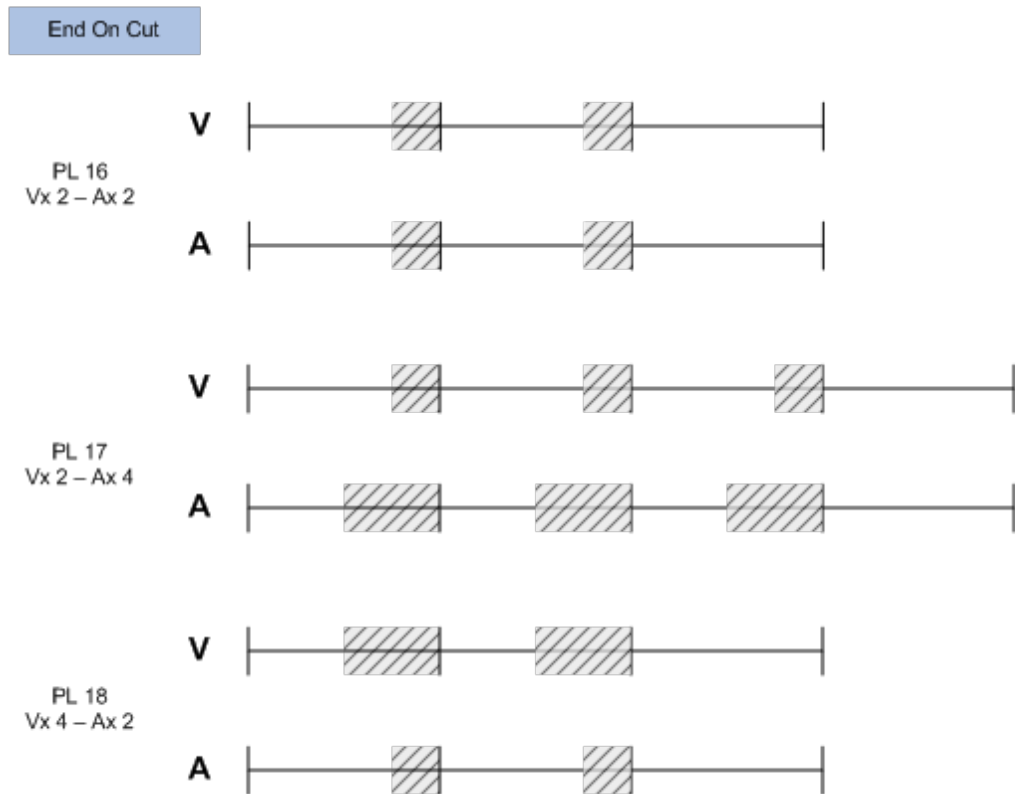 End On Cut
V
PL 16
Vx 2 – Ax 2
A
V
PL 17
Vx 2 – Ax 4
A
V
PL 18
Vx 4 – Ax 2
A